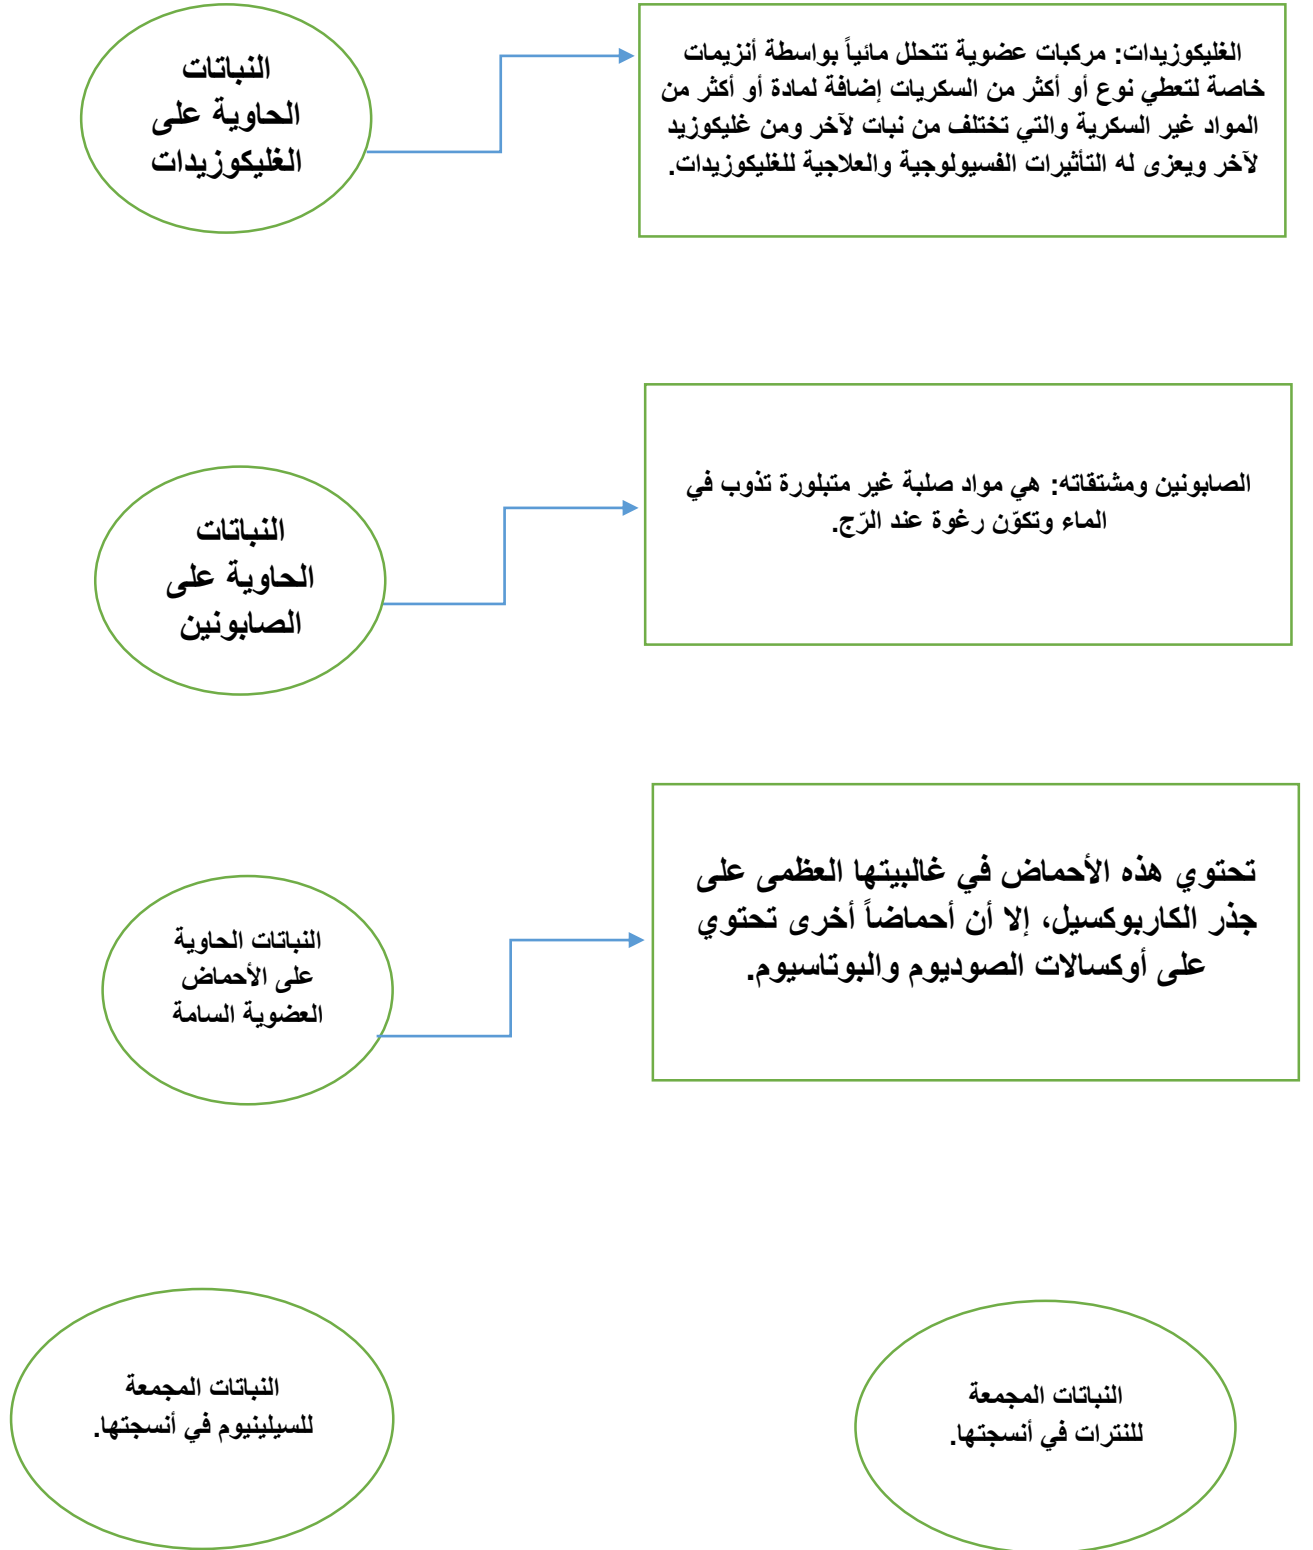 النباتات
الحاوية على
الغليكوزيدات
الغليكوزيدات: مركبات عضوية تتحلل مائياً بواسطة أنزيمات
خاصة لتعطي نوع أو أكثر من السكريات إضافة لمادة أو أكثر من
المواد غير السكرية والتي تختلف من نبات لآخر ومن غليكوزيد
لآخر ويعزى له التأثيرات الفسيولوجية والعلاجية للغليكوزيدات.
النباتات
الحاوية على
الصابونين
الصابونين ومشتقاته: هي مواد صلبة غير متبلورة تذوب في
الماء وتكوّن رغوة عند الرّج.
النباتات الحاوية
على الأحماض
العضوية السامة
تحتوي هذه الأحماض في غالبيتها العظمى على
جذر الكاربوكسيل، إلا أن أحماضاً أخرى تحتوي
على أوكسالات الصوديوم والبوتاسيوم.
النباتات المجمعة
للنترات في أنسجتها.
النباتات المجمعة
للسيلينيوم في أنسجتها.